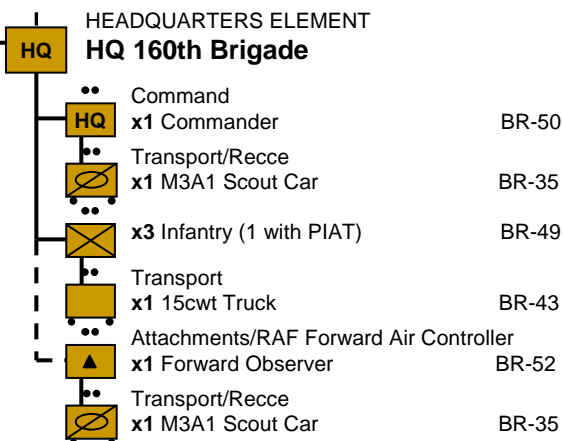 HEADQUARTERS ELEMENT
HQ
HQ 160th Brigade
Command
HQ
x1 Commander BR-50
Transport/Recce
x1 M3A1 Scout Car BR-35
x3 Infantry (1 with PIAT) BR-49
Transport
x1 15cwt Truck BR-43
Attachments/RAF Forward Air Controller
x1 Forward Observer BR-52
Transport/Recce
x1 M3A1 Scout Car BR-35